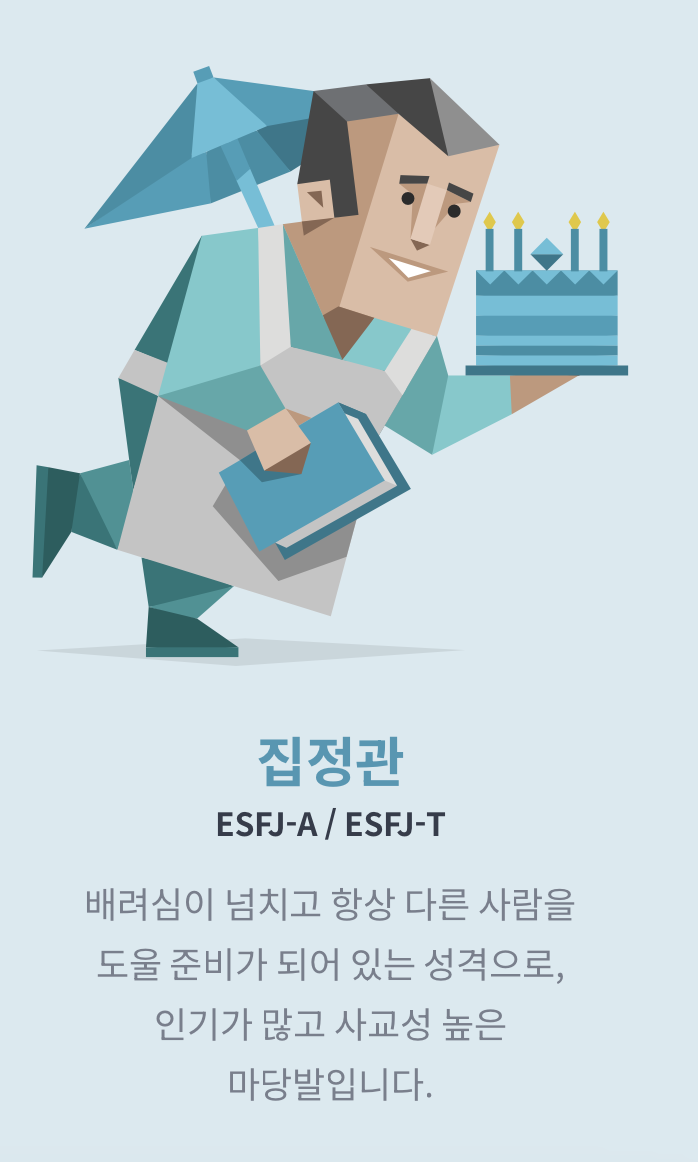 집정관
ESFJ-A / ESFJ-T
배려심이 넘치고 항상 다른 사람을
도울 준비가 되어 있는 성격으로,
인기가 많고 사교성 높은
마당발입니다.